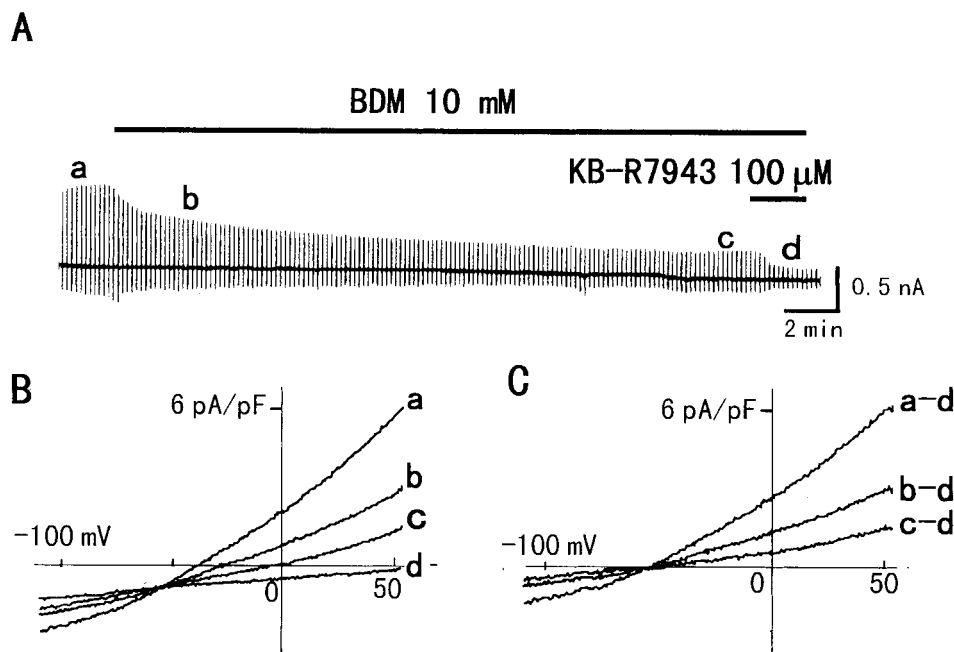 A
BDM 10 mM
KB-R7943 100 μM
a
b
c
d
0.5 nA
2 min
B
6 pA/pF
a
b
c
d
-100 mV
0
50
C
6 pA/pF
a-d
b-d
c-d
-100 mV
0
50